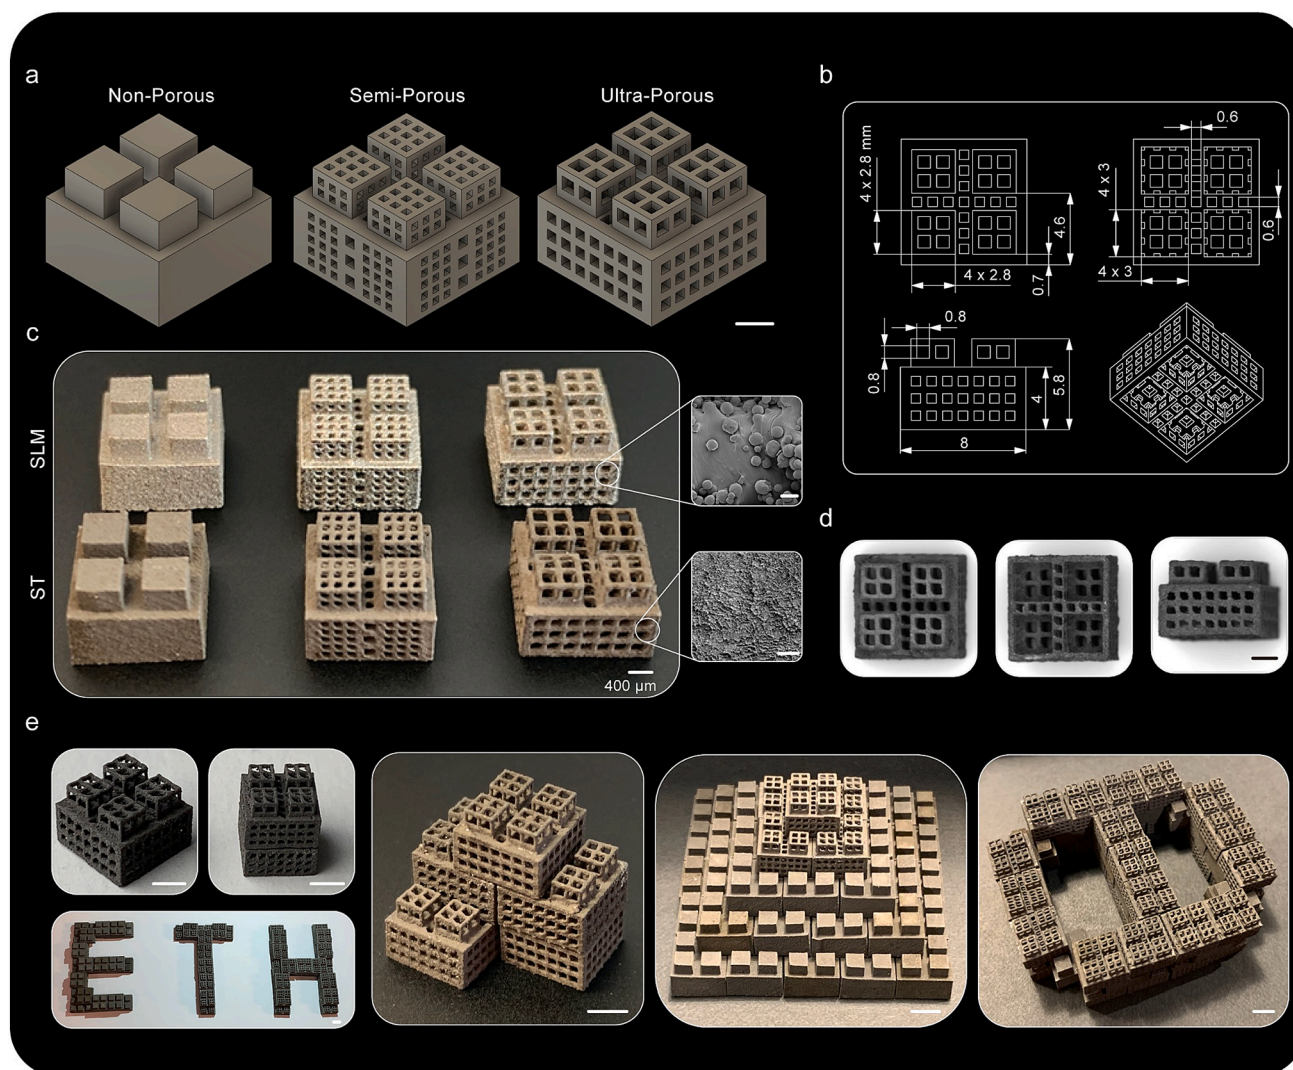 a
Non-Porous
Semi-Porous
Ultra-Porous
b
4 x 2.8 mm
4 x 2.8
0.7
4.6
0.6
4 x 3
4 x 3
0.6
0.8
0.8
8
4
5.8
c
SLM
ST
400 μm
d
e
E T H